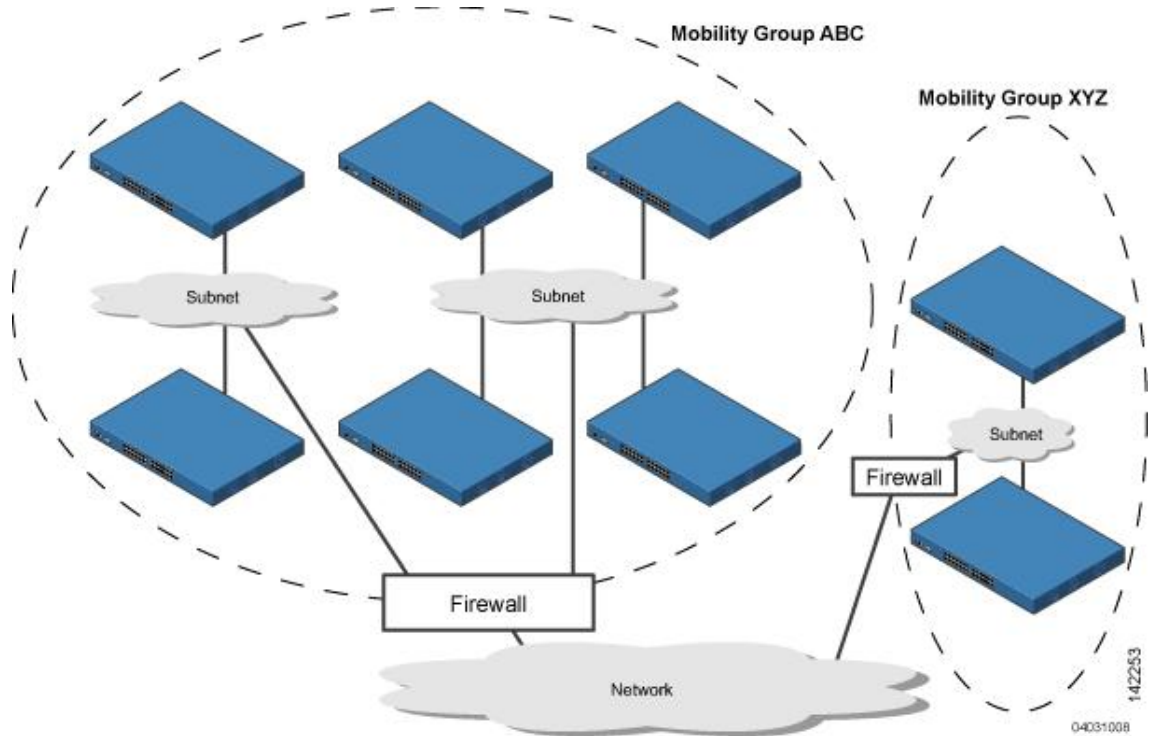 Mobility Group ABC
Mobility Group XYZ
Subnet
Subnet
Subnet
Firewall
Firewall
Network
142253
04031008